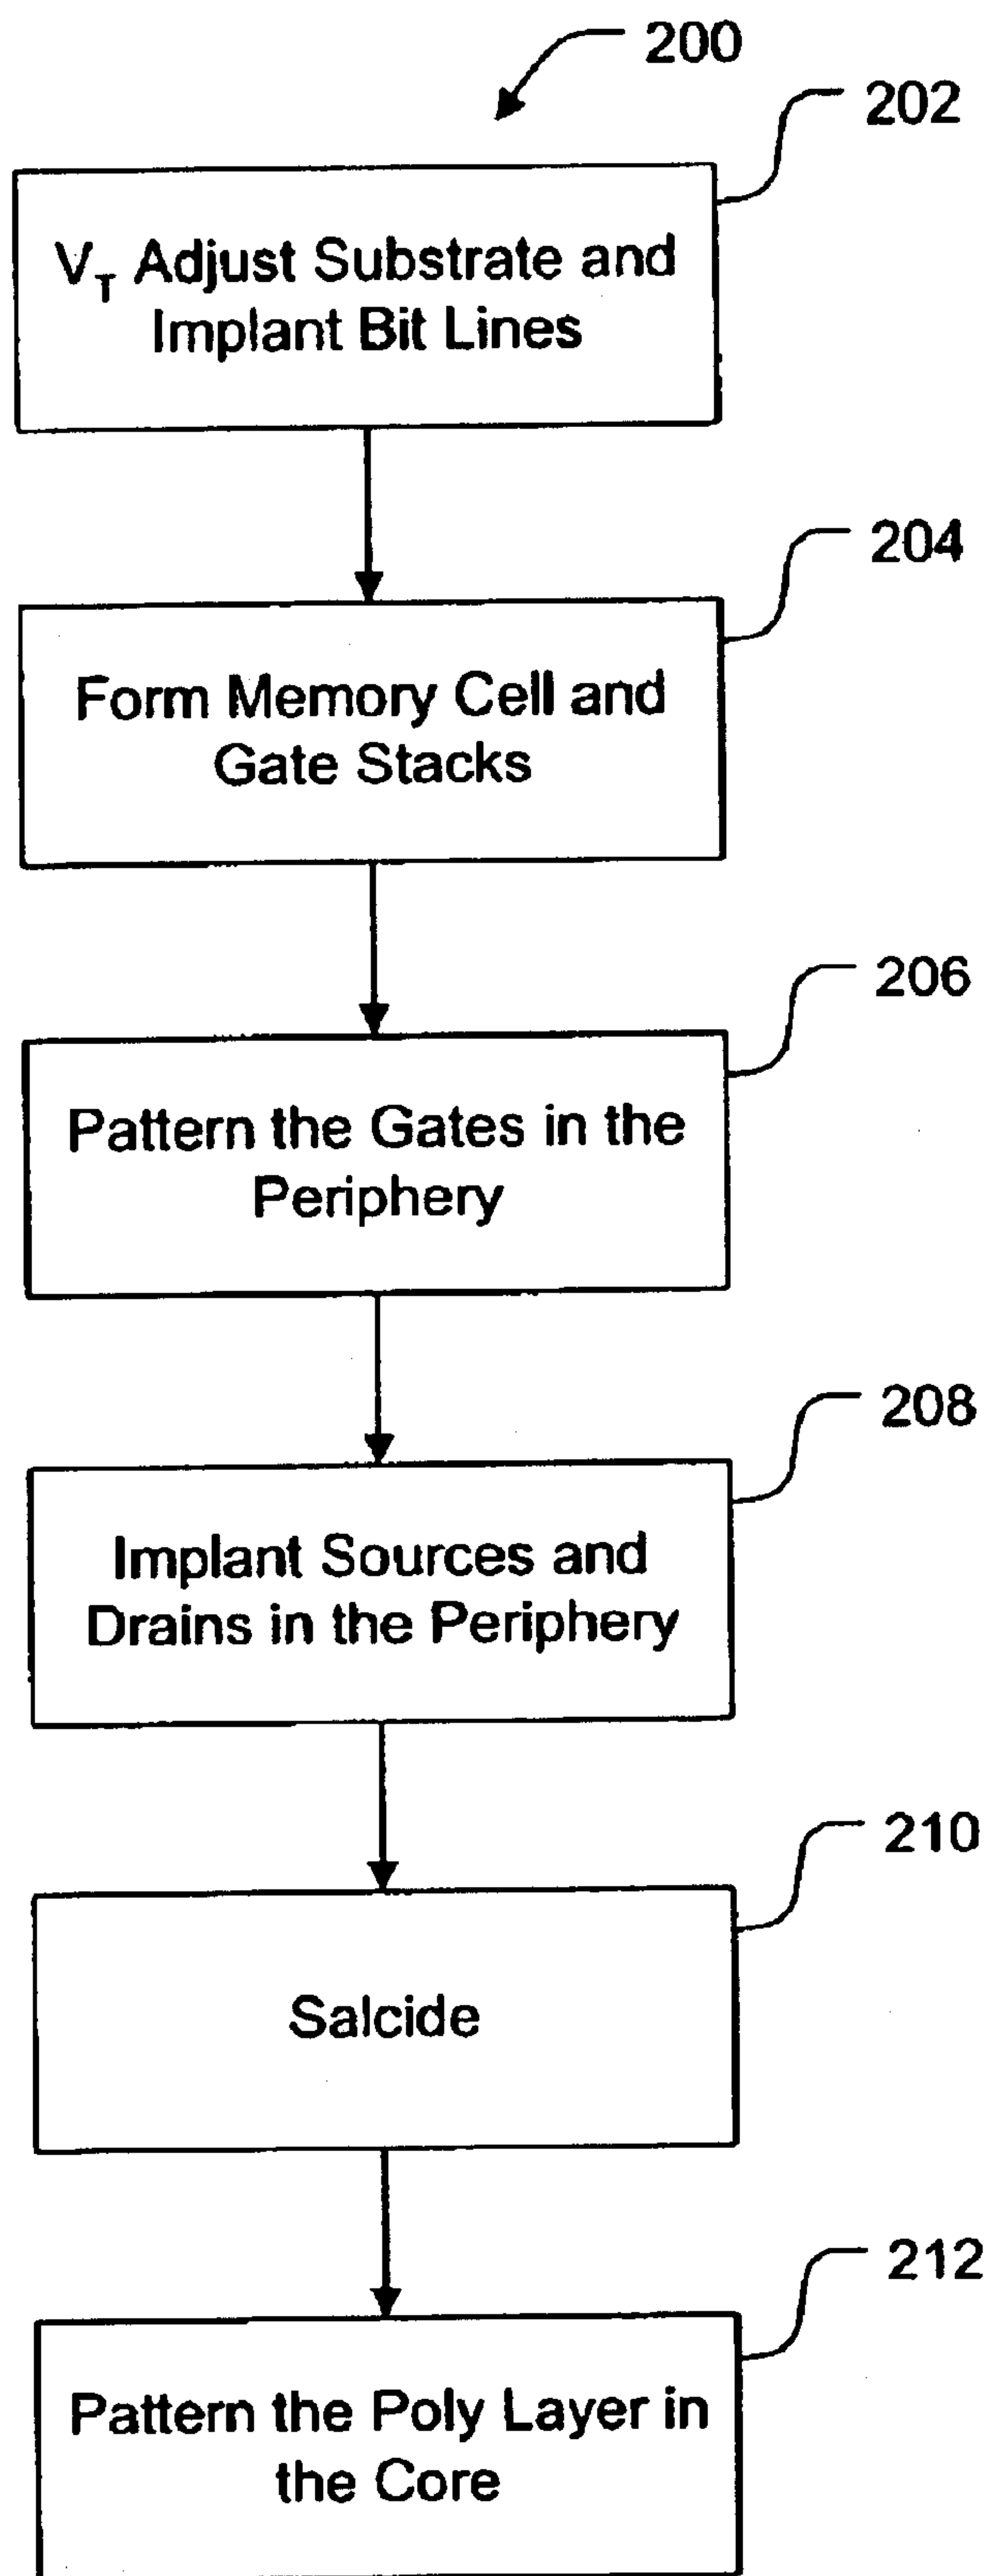 200
202
V_T Adjust Substrate and
Implant Bit Lines
204
Form Memory Cell and
Gate Stacks
206
Pattern the Gates in the
Periphery
208
Implant Sources and
Drains in the Periphery
210
Salcide
212
Pattern the Poly Layer in
the Core